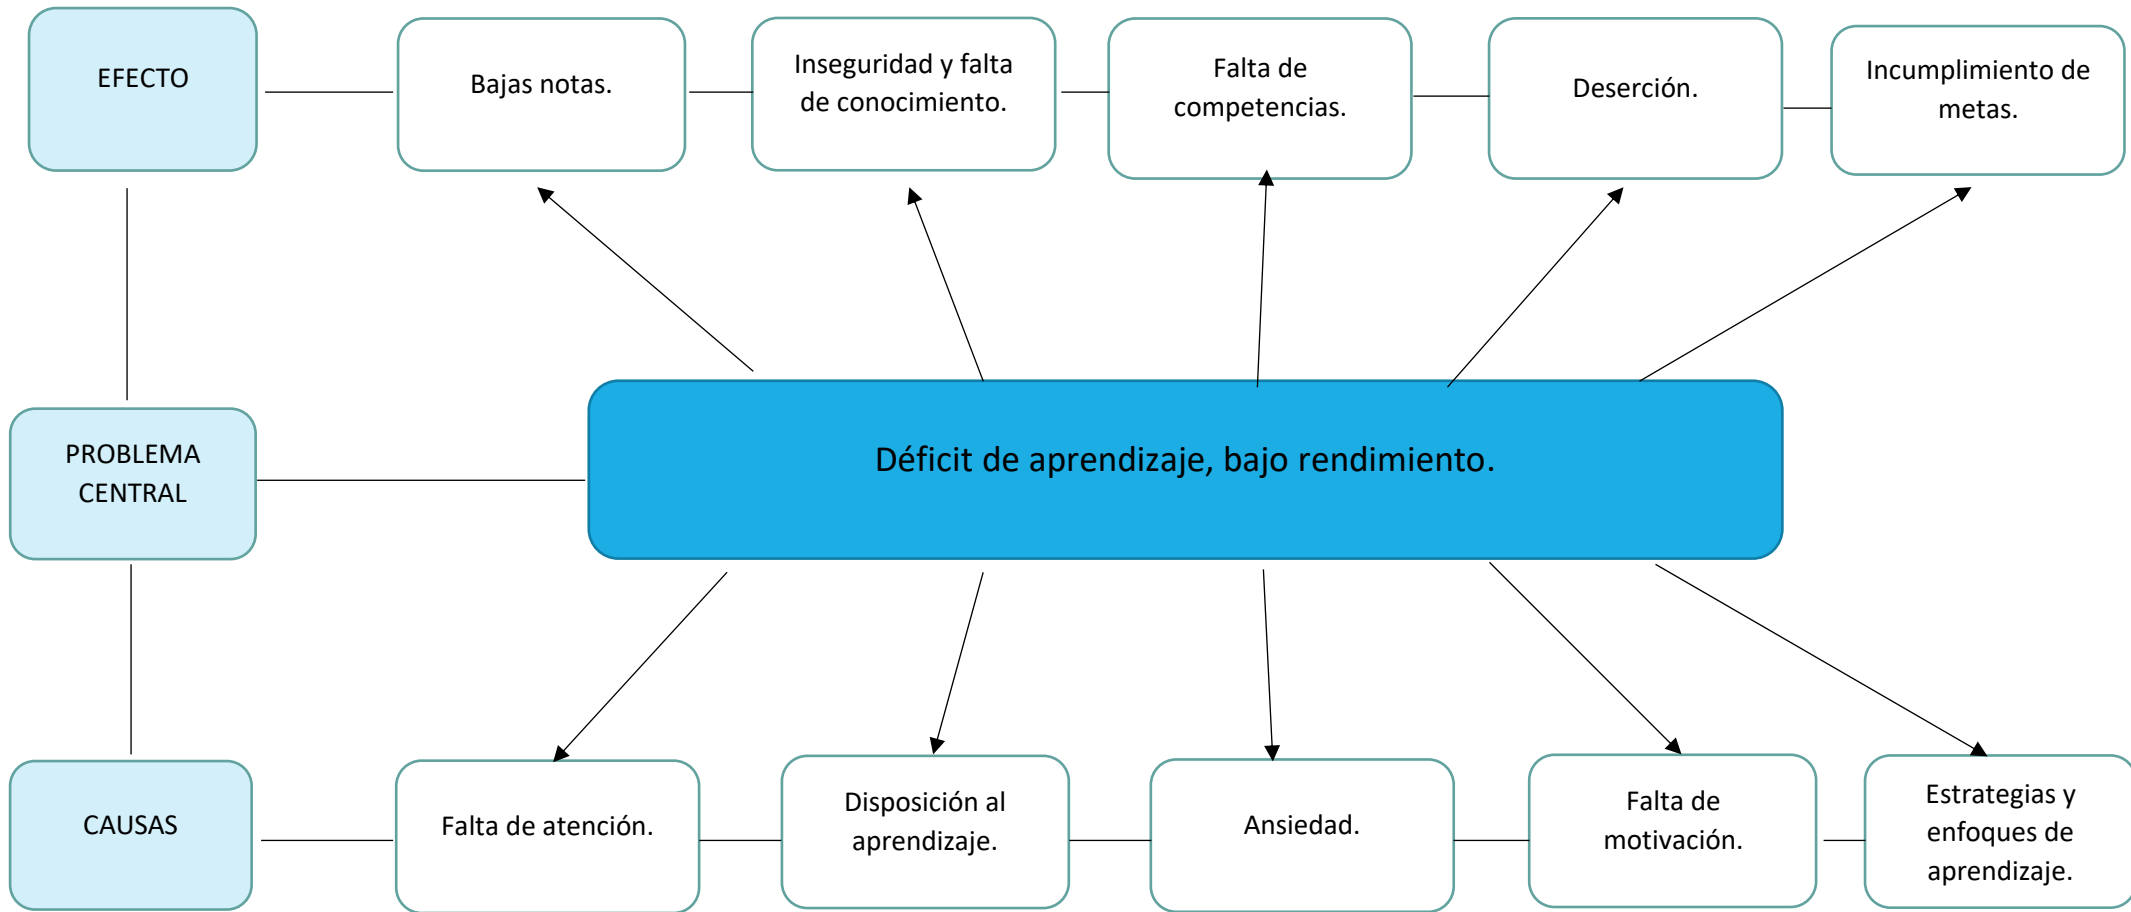 EFECTO
Bajas notas.
Inseguridad y falta
de conocimiento.
Falta de
competencias.
Deserción.
Incumplimiento de
metas.
PROBLEMA
CENTRAL
Déficit de aprendizaje, bajo rendimiento.
CAUSAS
Falta de atención.
Disposición al
aprendizaje.
Ansiedad.
Falta de
motivación.
Estrategias y
enfoques de
aprendizaje.